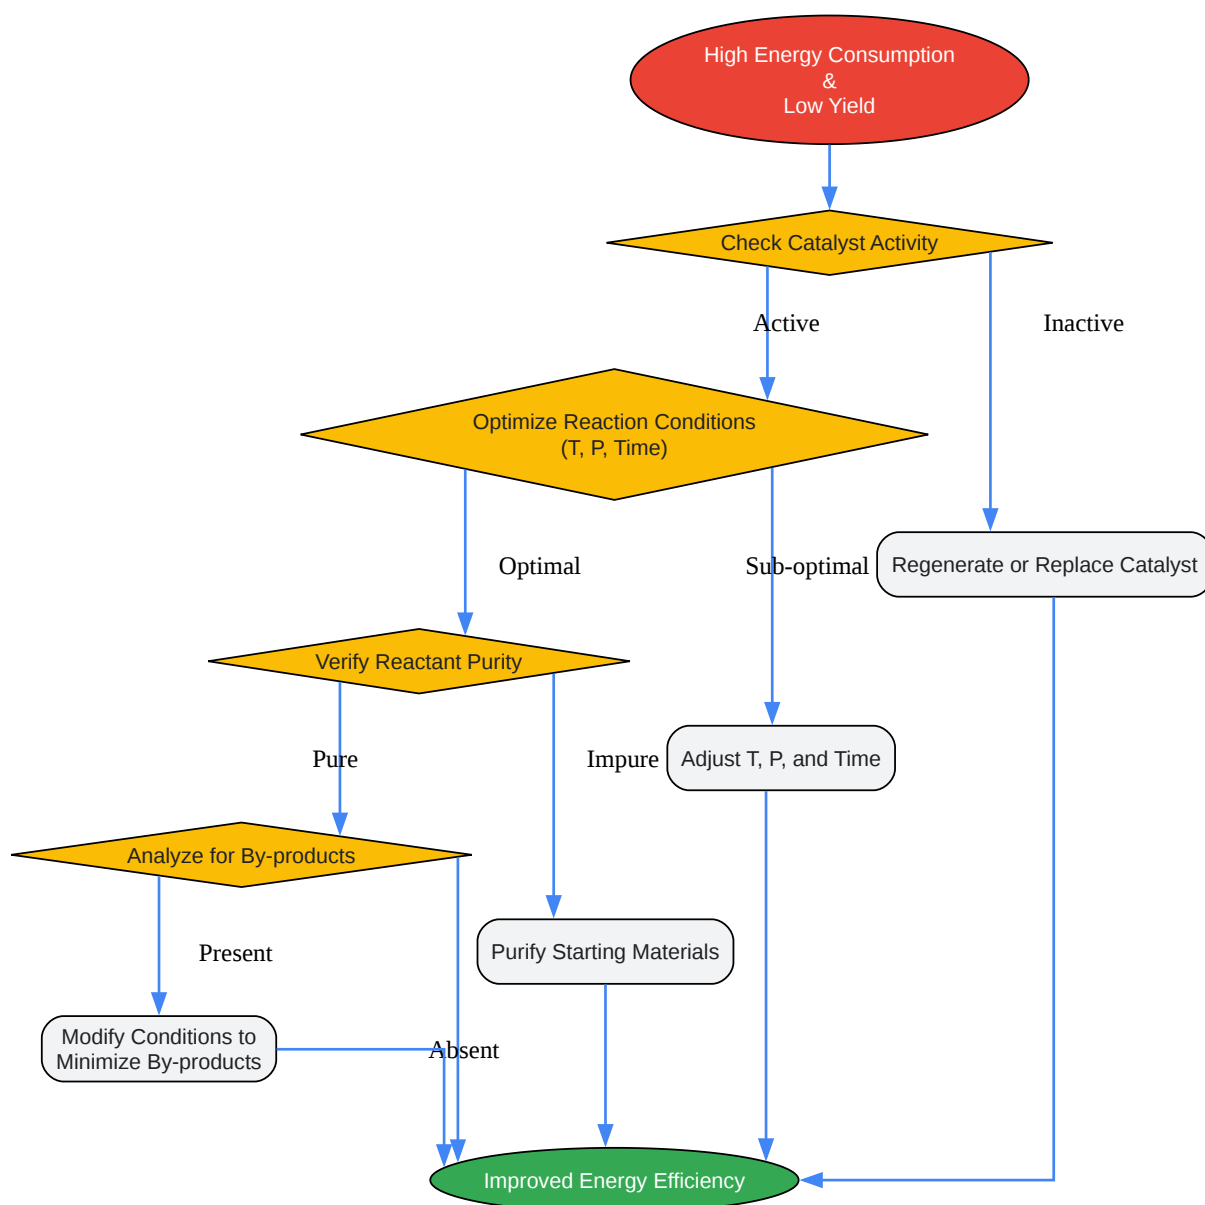 High Energy Consumption
&
Low Yield
Check Catalyst Activity
Active
Inactive
Optimize Reaction Conditions
(T, P, Time)
Optimal
Sub-optimal
Regenerate or Replace Catalyst
Verify Reactant Purity
Pure
Impure
Adjust T, P, and Time
Analyze for By-products
Present
Purify Starting Materials
Modify Conditions to
Minimize By-products
Absent
Improved Energy Efficiency